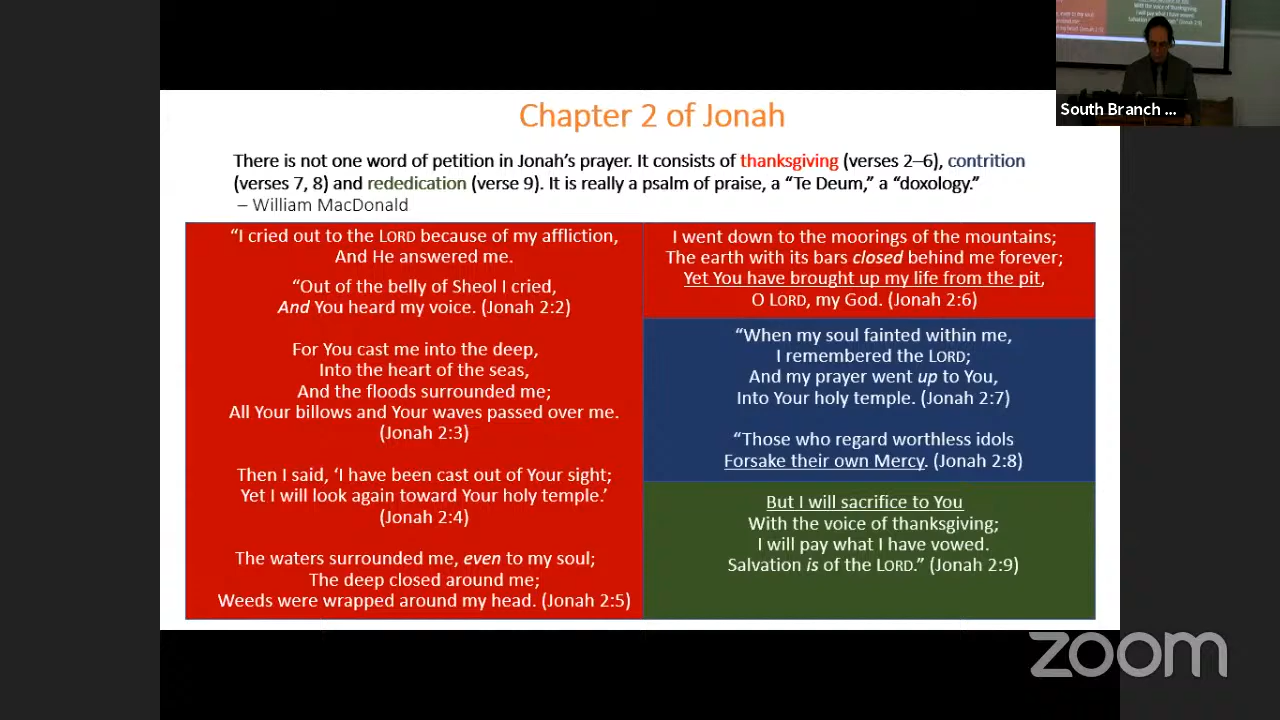 Chapter 2 of Jonah
There is not one word of petition in Jonah's prayer. It consists of thanksgiving (verses 2–6), contrition
(verses 7, 8) and rededication (verse 9). It is really a psalm of praise, a “Te Deum,” a “doxology.”
– William MacDonald
“I cried out to the LORD because of my affliction,
And He answered me.
“Out of the belly of Sheol I cried,
And You heard my voice. (Jonah 2:2)
For You cast me into the deep,
Into the heart of the seas,
And the floods surrounded me;
All Your billows and Your waves passed over me.
(Jonah 2:3)
Then I said, ‘I have been cast out of Your sight;
Yet I will look again toward Your holy temple.’
(Jonah 2:4)
The waters surrounded me, even to my soul;
The deep closed around me;
Weeds were wrapped around my head. (Jonah 2:5)
I went down to the moorings of the mountains;
The earth with its bars closed behind me forever;
Yet You have brought up my life from the pit,
O LORD, my God. (Jonah 2:6)
“When my soul fainted within me,
I remembered the LORD;
And my prayer went up to You,
Into Your holy temple. (Jonah 2:7)
“Those who regard worthless idols
Forsake their own Mercy. (Jonah 2:8)
But I will sacrifice to You
With the voice of thanksgiving;
I will pay what I have vowed.
Salvation is of the LORD.” (Jonah 2:9)
South Branch ...
zoom